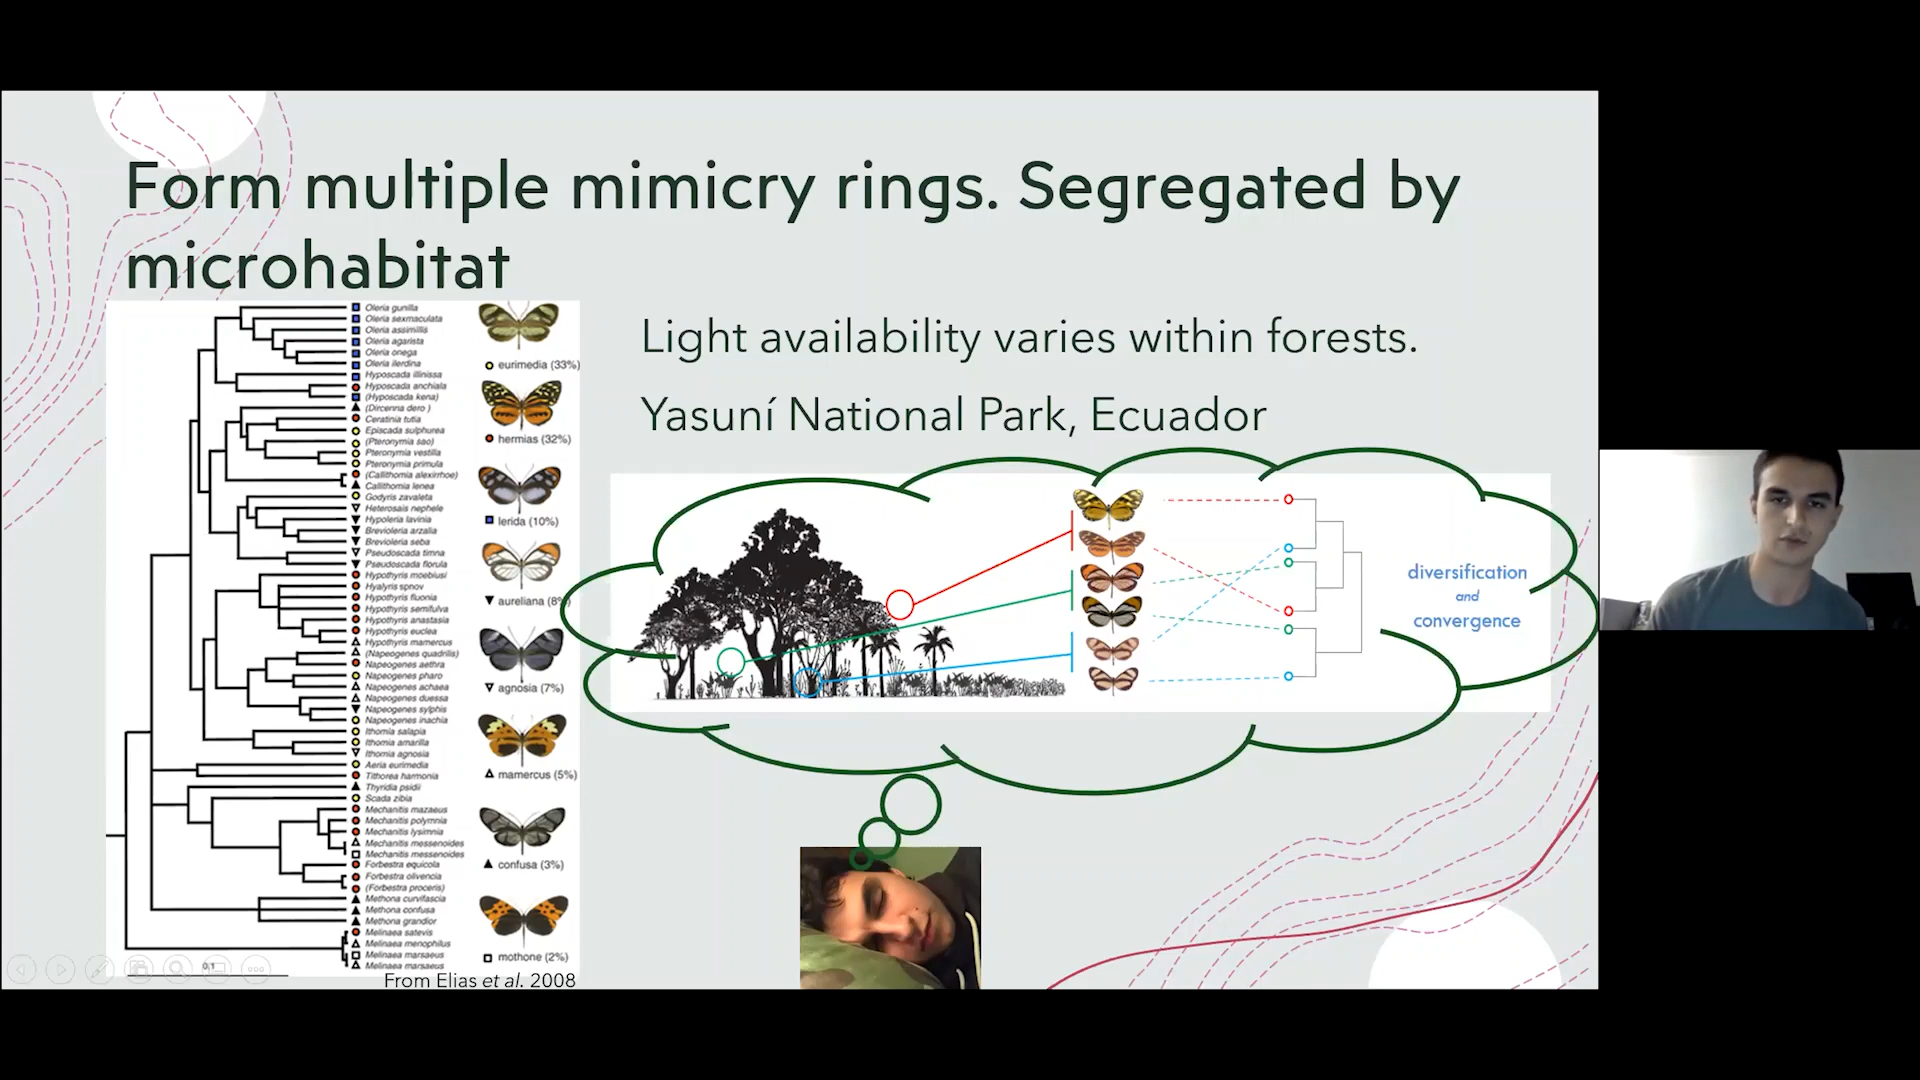 Form multiple mimicry rings. Segregated by
microhabitat
Light availability varies within forests.
Yasuní National Park, Ecuador
Oleria gunilla
Oleria sexmaculata
Oleria assimilis
Oleria agarista
Oleria onega
Oleria ilerdina
Hyposcada illinissa
Hyposcada anchiala
(Hyposcada kena)
(Dircenna dero )
Ceratinia tutia
Episcada sulphurea
(Pteronymia sao)
Pteronymia vestilla
Pteronymia primula
(Callithomia alexirrhoe)
Callithomia lenea
Godyris zavaleta
Heterosais nephele
Hypoleria lavinia
Brevioleria arzalia
Brevioleria seba
Pseudoscada timna
Pseudoscada florula
Hypothyris moebiusi
Hyalyris spnov
Hypothyris fluonia
Hypothyris semifulva
Hypothyris anastasia
Hypothyris euclea
Hypothyris mamercus
(Napeogenes quadrilis)
Napeogenes aethra
Napeogenes pharo
Napeogenes achaea
Napeogenes duessa
Napeogenes sylphis
Napeogenes inachia
Ithomia salapia
Ithomia amarilla
Ithomia agnosia
Aeria eurimedia
Tithorea harmonia
Thyridia psidii
Scada zibia
Mechanitis mazaeus
Mechanitis polymnia
Mechanitis lysimnia
Mechanitis messenoides
Mechanitis messenoides
Forbestra equicola
Forbestra olivencia
(Forbestra proceris)
Methona curvifascia
Methona confusa
Methona grandior
Melinaea satevis
Melinaea menophilus
Melinaea marsaeus
Melinaea marsaeus
0.1
eurimedia (33%)
hermias (32%)
lerida (10%)
aureliana (8%)
agnosia (7%)
mamercus (5%)
confusa (3%)
mothone (2%)
From Elias et al. 2008
diversification
and
convergence